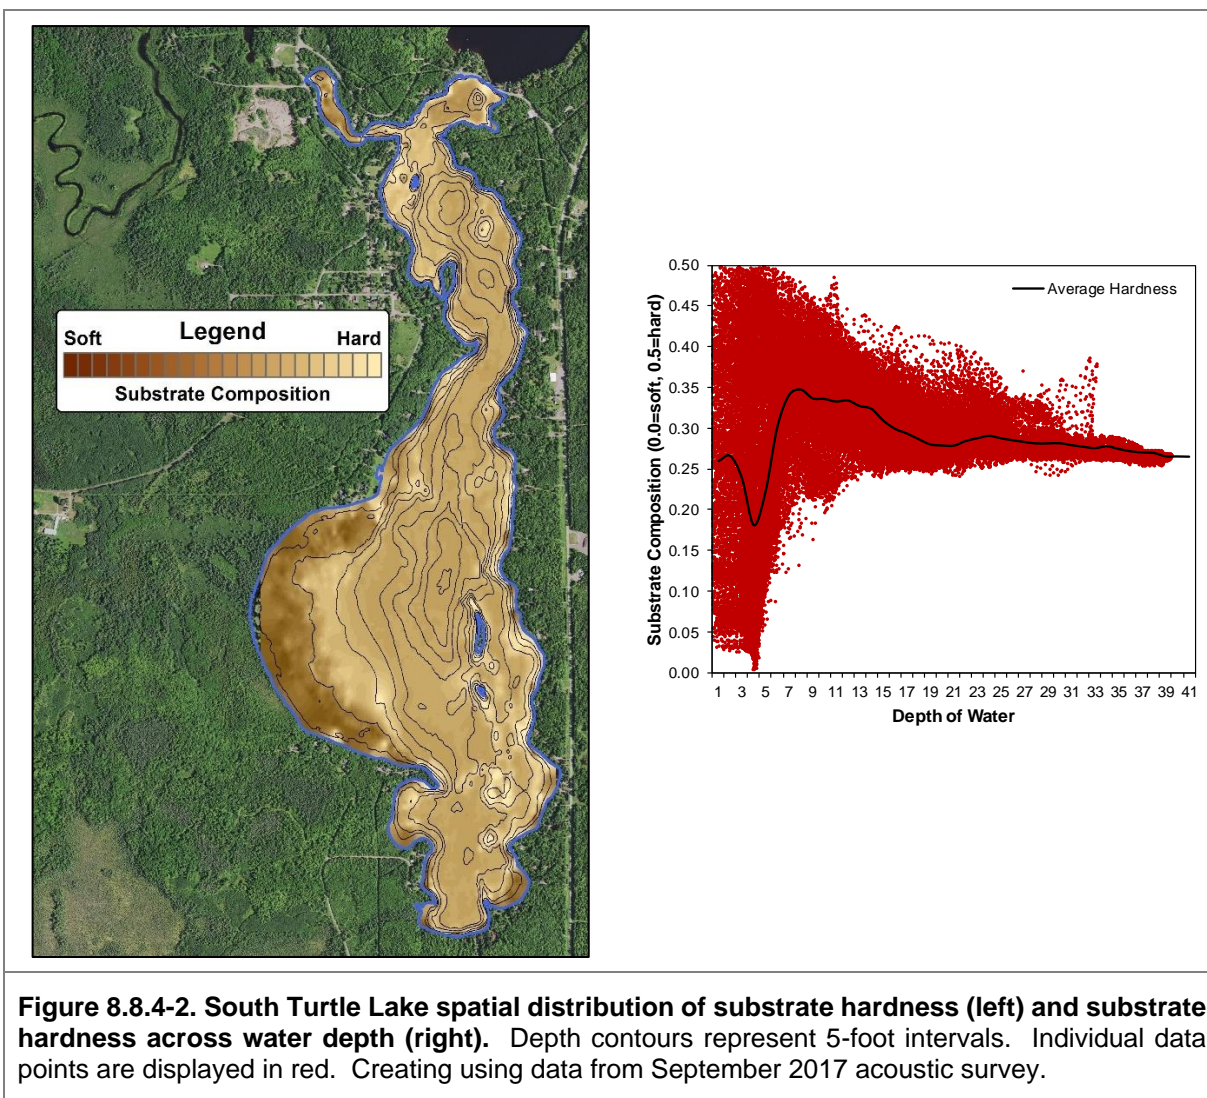 Legend
Soft Hard
Substrate Composition
Substrate Composition (0.0=soft, 0.5=hard)
0.50
0.45
0.40
0.35
0.30
0.25
0.20
0.15
0.10
0.05
0.00
Average Hardness
1 3 5 7 9 11 13 15 17 19 21 23 25 27 29 31 33 35 37 39 41
Depth of Water
Figure 8.8.4-2. South Turtle Lake spatial distribution of substrate hardness (left) and substrate
hardness across water depth (right). Depth contours represent 5-foot intervals. Individual data
points are displayed in red. Creating using data from September 2017 acoustic survey.